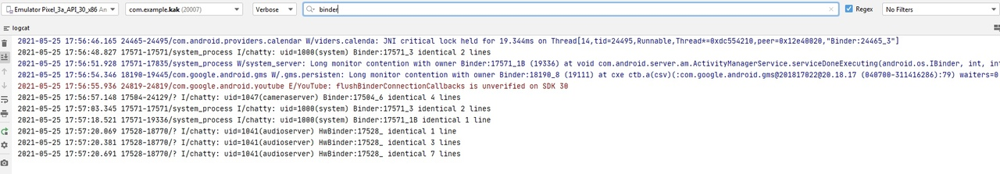 Emulator Pixel_3a_API_30_x86 An com.example.kak (20007) Verbose binder Regex No Filters
logcat
2021-05-25 17:56:46.165 24465-24495/com.android.providers.calendar W/viders.calenda: JNI critical lock held for 19.344ms on Thread[14,tid=24495,Runnable,Thread*=0xdc554210,peer=0x12e40020,"Binder:24465_3"]
2021-05-25 17:56:48.827 17571-17571/system_process I/chatty: uid=1000(system) Binder:17571_3 identical 2 lines
2021-05-25 17:56:51.928 17571-17835/system_process W/system_server: Long monitor contention with owner Binder:17571_1B (19336) at void com.android.server.am.ActivityManagerService.serviceDoneExecuting(android.os.IBinder, int, int
2021-05-25 17:56:54.346 18190-19445/com.google.android.gms W/.gms.persisten: Long monitor contention with owner Binder:18190_8 (19111) at cxe ctb.a(csv)(:com.google.android.gms@201817022@20.18.17 (040700-311416286):79) waiters=0
2021-05-25 17:56:55.936 24819-24819/com.google.android.youtube E/YouTube: flushBinderConnectionCallbacks is unverified on SDK 30
2021-05-25 17:56:57.148 17504-24129/? I/chatty: uid=1047(cameraserver) Binder:17504_6 identical 4 lines
2021-05-25 17:57:03.345 17571-17571/system_process I/chatty: uid=1000(system) Binder:17571_3 identical 2 lines
2021-05-25 17:57:18.521 17571-19336/system_process I/chatty: uid=1000(system) Binder:17571_1B identical 1 line
2021-05-25 17:57:20.069 17528-18770/? I/chatty: uid=1041(audioserver) HwBinder:17528_ identical 1 line
2021-05-25 17:57:20.381 17528-18770/? I/chatty: uid=1041(audioserver) HwBinder:17528_ identical 3 lines
2021-05-25 17:57:20.691 17528-18770/? I/chatty: uid=1041(audioserver) HwBinder:17528_ identical 7 lines